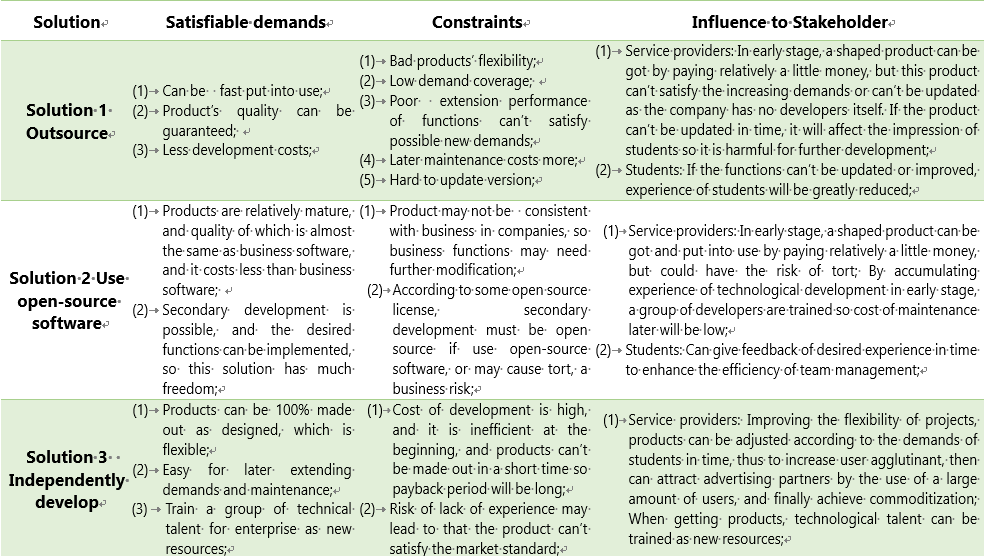 Solution Satisfiable demands Constraints Influence to Stakeholder
Solution 1
Outsource
(1) Can be fast put into use;
(2) Product's quality can be
guaranteed;
(3) Less development costs;
(1) Bad products' flexibility;
(2) Low demand coverage;
(3) Poor extension performance
of functions can't satisfy
possible new demands;
(4) Later maintenance costs more;
(5) Hard to update version;
(1) Service providers: In early stage, a shaped product can be
got by paying relatively a little money, but this product
can't satisfy the increasing demands or can't be updated
as the company has no developers itself. If the product
can't be updated in time, it will affect the impression of
students so it is harmful for further development;
(2) Students: If the functions can't be updated or improved,
experience of students will be greatly reduced;
Solution 2 Use
open-source
software
(1) Products are relatively mature,
and quality of which is almost
the same as business software,
and it costs less than business
software;
(2) Secondary development is
possible, and the desired
functions can be implemented,
so this solution has much
freedom;
(1) Product may not be consistent
with business in companies, so
business functions may need
further modification;
(2) According to some open source
license, secondary
development must be open
source if use open-source
software, or may cause tort, a
business risk;
(1) Service providers: In early stage, a shaped product can be
got and put into use by paying relatively a little money,
but could have the risk of tort; By accumulating
experience of technological development in early stage,
a group of developers are trained so cost of maintenance
later will be low;
(2) Students: Can give feedback of desired experience in time
to enhance the efficiency of team management;
Solution 3
Independently
develop
(1) Products can be 100% made
out as designed, which is
flexible;
(2) Easy for later extending
demands and maintenance;
(3) Train a group of technical
talent for enterprise as new
resources;
(1) Cost of development is high,
and it is inefficient at the
beginning, and products can't
be made out in a short time so
payback period will be long;
(2) Risk of lack of experience may
lead to that the product can't
satisfy the market standard;
(1) Service providers: Improving the flexibility of projects,
products can be adjusted according to the demands of
students in time, thus to increase user agglutinant, then
can attract advertising partners by the use of a large
amount of users, and finally achieve commoditization;
When getting products, technological talent can be
trained as new resources;